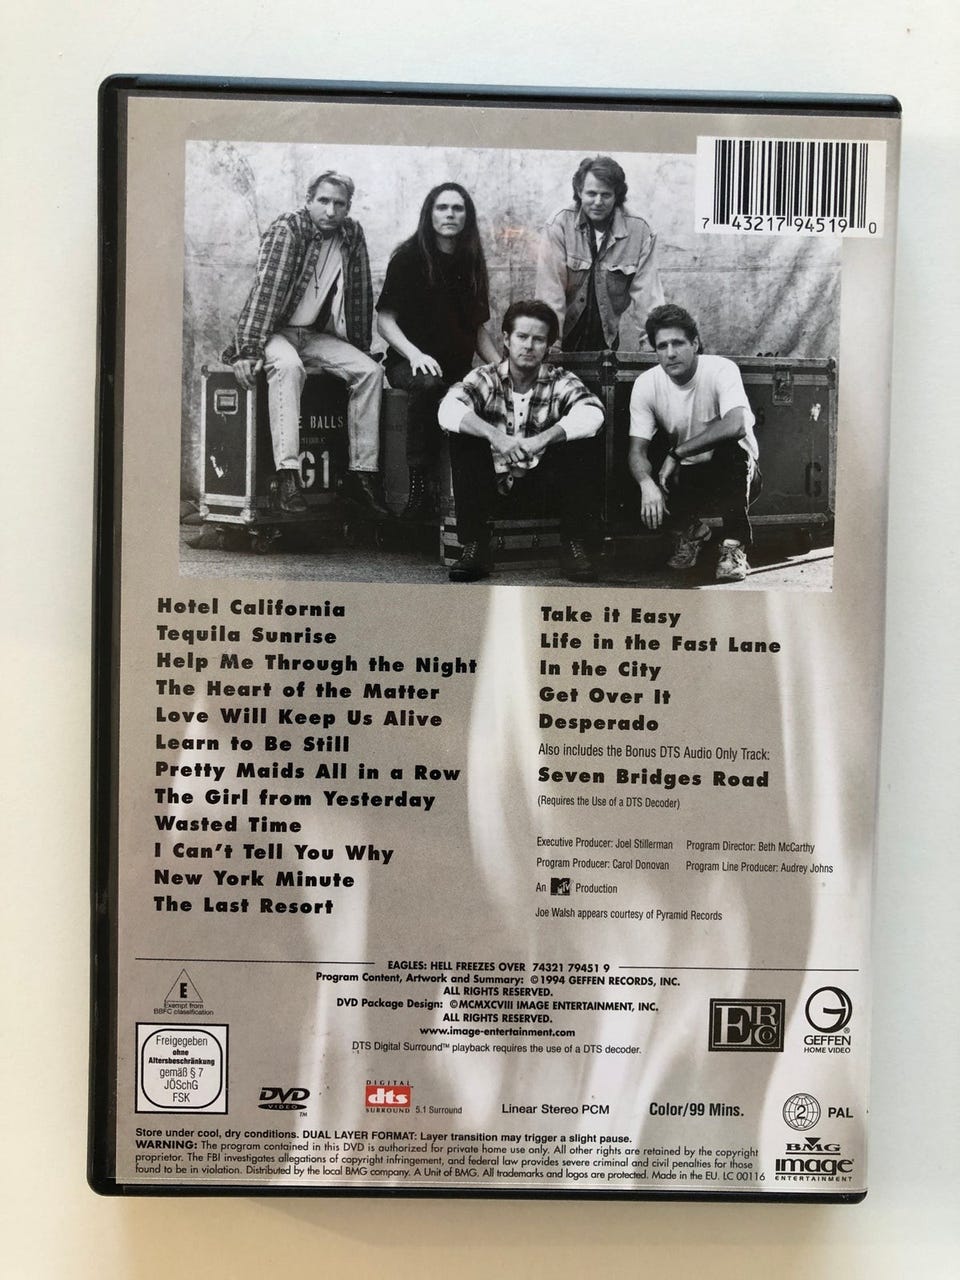 7 43217 94519 0
E BALLS
G1
G
Hotel California
Tequila Sunrise
Help Me Through the Night
The Heart of the Matter
Love Will Keep Us Alive
Learn to Be Still
Pretty Maids All in a Row
The Girl from Yesterday
Wasted Time
I Can't Tell You Why
New York Minute
The Last Resort
Take it Easy
Life in the Fast Lane
In the City
Get Over It
Desperado
Also includes the Bonus DTS Audio Only Track:
Seven Bridges Road
(Requires the Use of a DTS Decoder)
Executive Producer: Joel Stillerman Program Director: Beth McCarthy
Program Producer: Carol Donovan Program Line Producer: Audrey Johns
An MTV Production
Joe Walsh appears courtesy of Pyramid Records
EAGLES: HELL FREEZES OVER 74321 79451 9
Program Content, Artwork and Summary: ©1994 GEFFEN RECORDS, INC.
ALL RIGHTS RESERVED.
DVD Package Design: ©MCMXCVIII IMAGE ENTERTAINMENT, INC.
ALL RIGHTS RESERVED.
www.image-entertainment.com
DTS Digital Surround™ playback requires the use of a DTS decoder.
E
Exempt from
BBFC classification
Freigegeben
ohne
Altersbeschränkung
gemäß § 7
JÖSchG
FSK
ERC
GEFFEN
HOME VIDEO
DVD
VIDEO
TM
DIGITAL
dts
SURROUND 5.1 Surround
Linear Stereo PCM
Color/99 Mins.
2 PAL
Store under cool, dry conditions. DUAL LAYER FORMAT: Layer transition may trigger a slight pause.
WARNING: The program contained in this DVD is authorized for private home use only. All other rights are retained by the copyright
proprietor. The FBI investigates allegations of copyright infringement, and federal law provides severe criminal and civil penalties for those
found to be in violation. Distributed by the local BMG company. A Unit of BMG. All trademarks and logos are protected. Made in the EU. LC 00116
BMG
image
ENTERTAINMENT